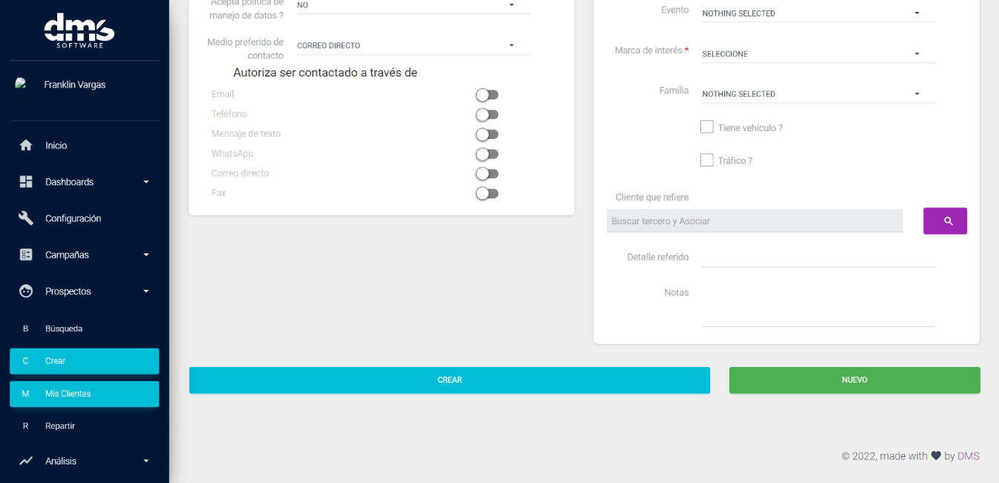 dms
SOFTWARE
Franklin Vargas
Inicio
Dashboards
Configuración
Campañas
Prospectos
B Búsqueda
C Crear
M Mis Clientes
R Repartir
Análisis
Acepta política de
manejo de datos ?
NO
Medio preferido de
contacto
CORREO DIRECTO
Autoriza ser contactado a través de
Email
Teléfono
Mensaje de texto
WhatsApp
Correo directo
Fax
Evento
NOTHING SELECTED
Marca de interés *
SELECCIONE
Familia
NOTHING SELECTED
Tiene vehículo ?
Tráfico ?
Cliente que refiere
Buscar tercero y Asociar
Detalle referido
Notas
CREAR
NUEVO
© 2022, made with ♥ by DMS